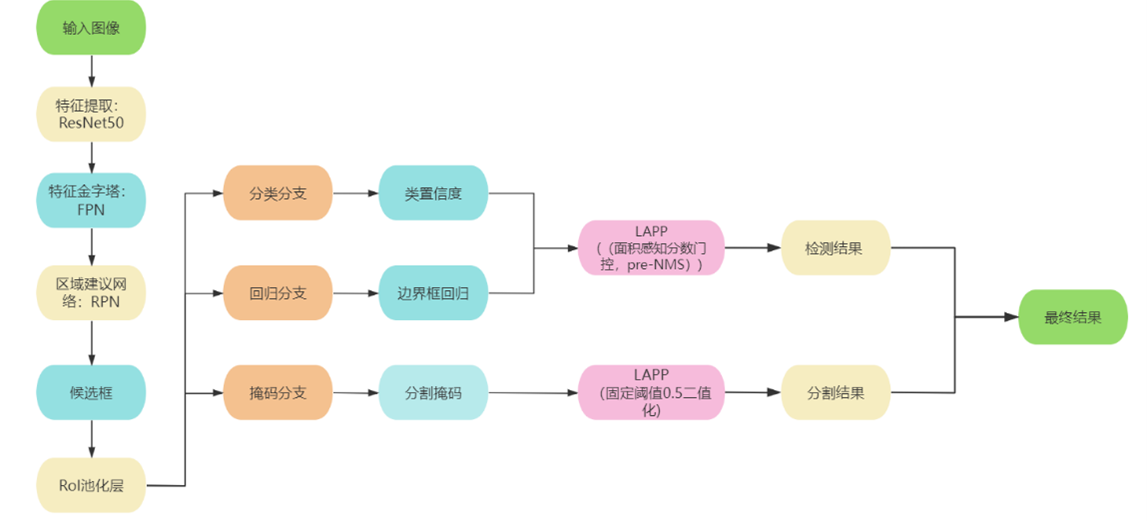 输入图像
特征提取：
ResNet50
特征金字塔：
FPN
区域建议网
络：RPN
候选框
RoI池化层
分类分支
类置信度
回归分支
边界框回归
掩码分支
分割掩码
LAPP
（（面积感知分数门
控，pre-NMS））
检测结果
LAPP
(固定阈值0.5二值
化)
分割结果
最终结果